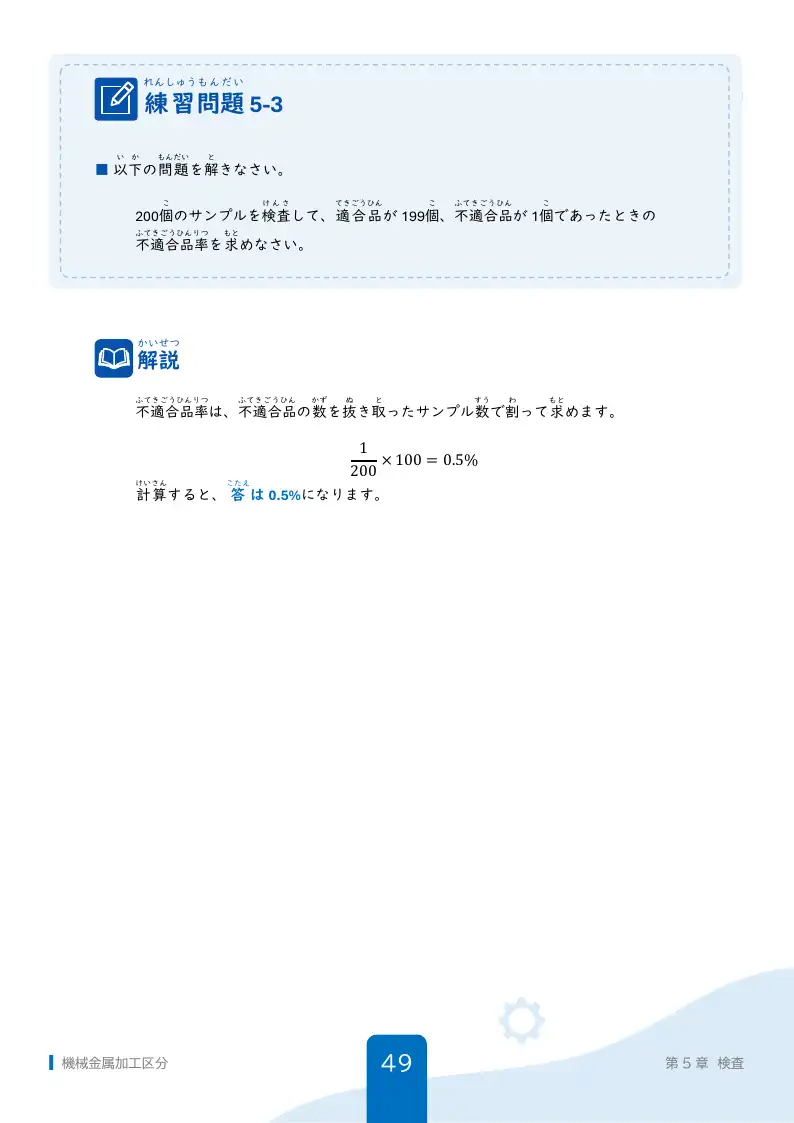 れんしゅうもんだい
練習問題 5-3
いか もんだい と
■ 以下の問題を解きなさい。
こ けんさ てきごうひん こ ふてきごうひん こ
200個のサンプルを検査して、適合品が 199個、不適合品が 1個であったときの
ふてきごうひんりつ もと
不適合品率を求めなさい。
かいせつ
解説
ふてきごうひんりつ ふてきごうひん かず ぬ と すう わ もと
不適合品率は、不適合品の数を抜き取ったサンプル数で割って求めます。
1/200 × 100 = 0.5%
けいさん こたえ
計算すると、答は 0.5%になります。
機械金属加工区分
49
第 5 章 検査